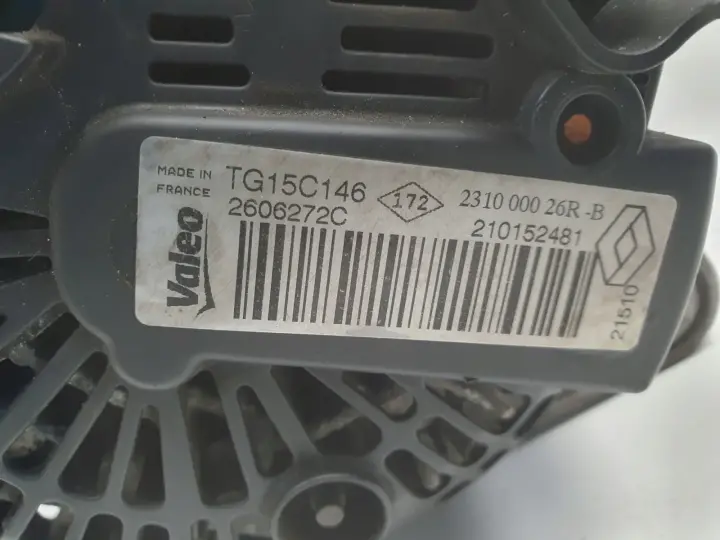 MADE IN
FRANCE
Valeo
TG15C146
2606272C
172
2310 000 26R -B
210152481
21510